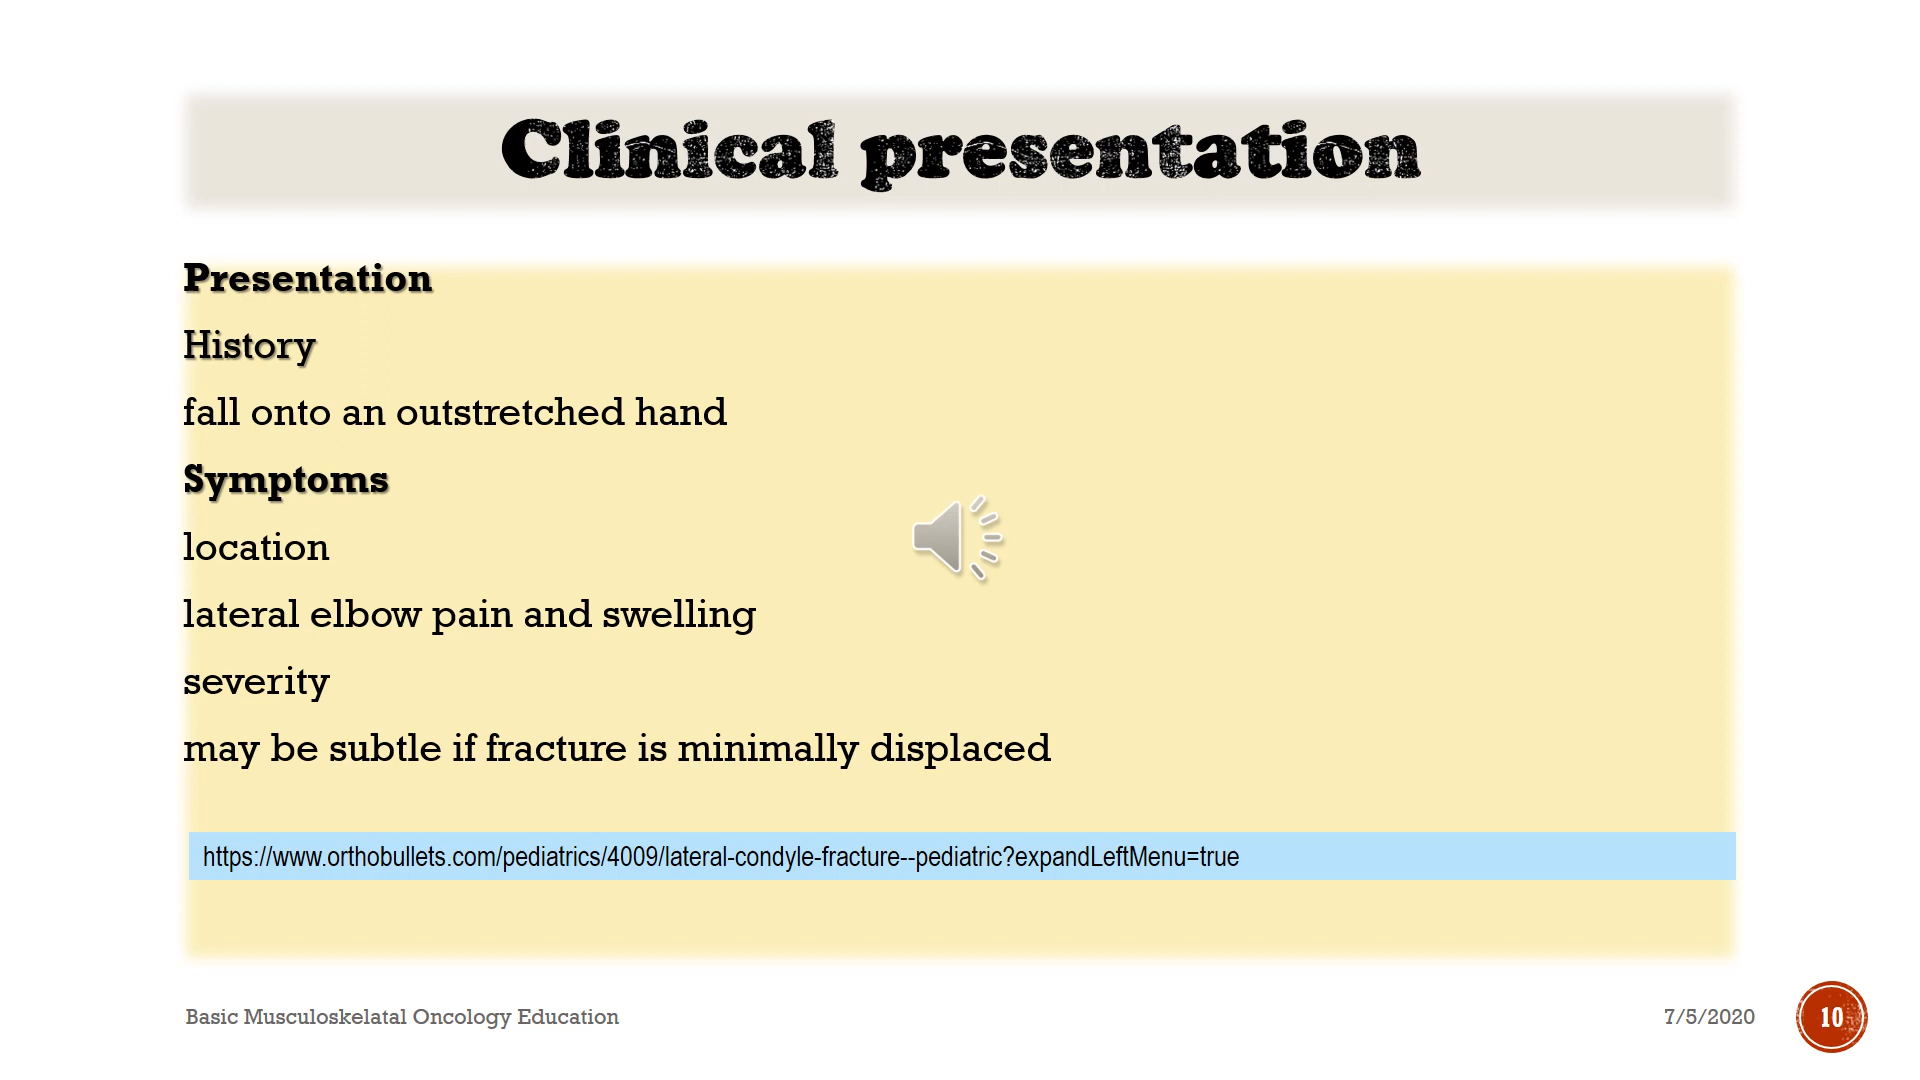 Clinical presentation
Presentation
History
fall onto an outstretched hand
Symptoms
location
lateral elbow pain and swelling
severity
may be subtle if fracture is minimally displaced
https://www.orthobullets.com/pediatrics/4009/lateral-condyle-fracture--pediatric?expandLeftMenu=true
Basic Musculoskelatal Oncology Education
7/5/2020
10